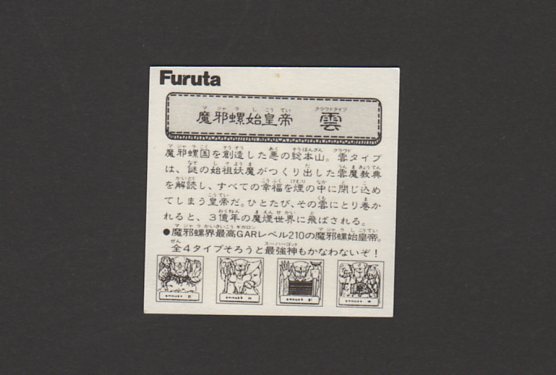 Furuta
魔邪螺始皇帝 雲
魔邪螺国を創造した悪の総本山。雲タイプ
は、謎の始祖妖魔がつくり出した雲魔教典
を解読し、すべての幸福を煙の中に閉じ込め
てしまう皇帝だ。ひとたび、その雲にとり巻か
れると、3億年の魔煙世界に飛ばされる。
●魔邪螺界最高GARレベル210の魔邪螺始皇帝。
全4タイプそろうと最強神もかなわないぞ!